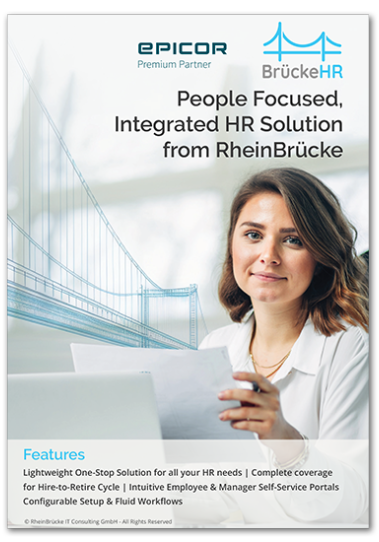 EPICOR
Premium Partner
BrückeHR
People Focused,
Integrated HR Solution
from RheinBrücke
Features
Lightweight One-Stop Solution for all your HR needs | Complete coverage
for Hire-to-Retire Cycle | Intuitive Employee & Manager Self-Service Portals
Configurable Setup & Fluid Workflows
© RheinBrücke IT Consulting GmbH - All Rights Reserved